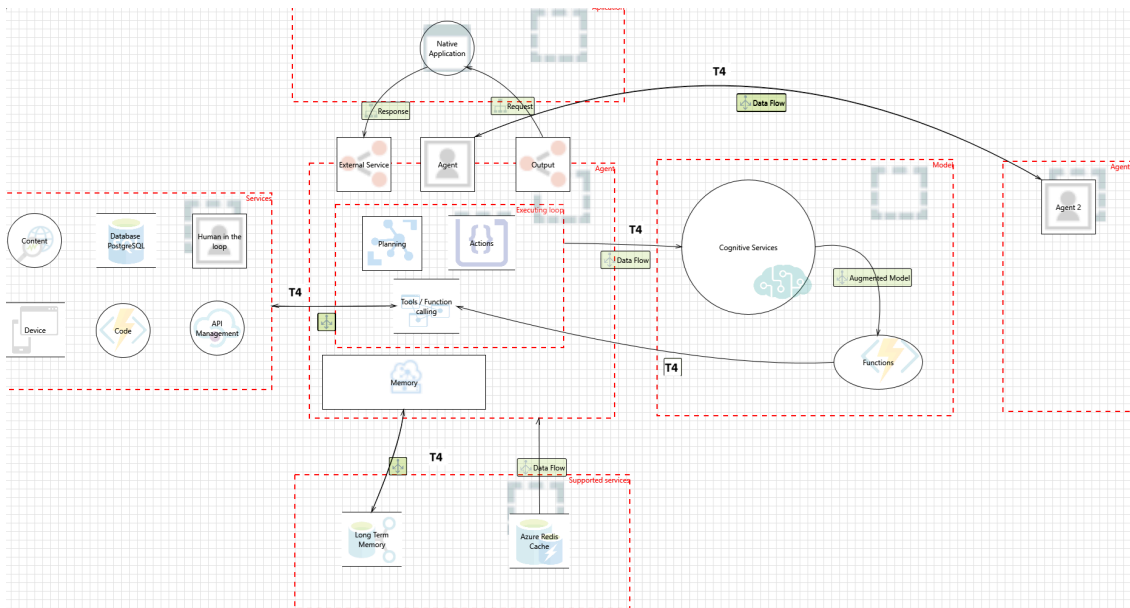 Aplication
Native
Application
T4
Data Flow
Response
Request
External Service
Agent
Output
Agent
Model
Agent
Services
Executing loop
Agent 2
Content
Database
PostgreSQL
Human in the
loop
Planning
Actions
T4
Data Flow
Cognitive Services
Augmented Model
T4
Tools / Function
calling
Device
Code
API
Management
Functions
T4
Memory
T4
Data Flow
Supported services
Long Term
Memory
Azure Redis
Cache